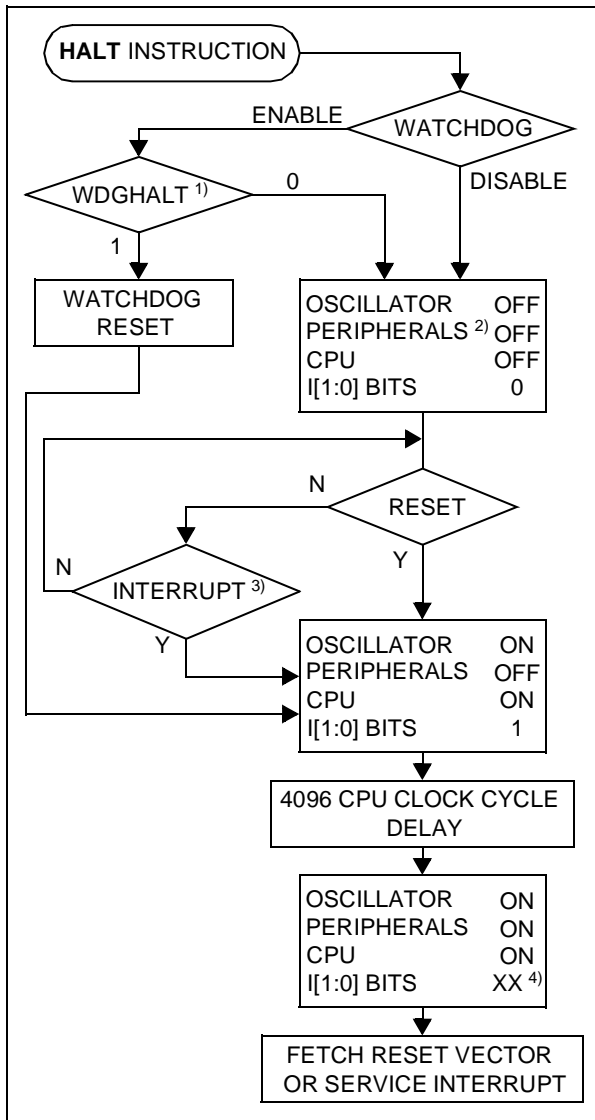 HALT INSTRUCTION
WATCHDOG
ENABLE
DISABLE
WDGHALT 1)
0
1
WATCHDOG
RESET
OSCILLATOR OFF
PERIPHERALS 2) OFF
CPU OFF
I[1:0] BITS 0
RESET
N
Y
INTERRUPT 3)
N
Y
OSCILLATOR ON
PERIPHERALS OFF
CPU ON
I[1:0] BITS 1
4096 CPU CLOCK CYCLE
DELAY
OSCILLATOR ON
PERIPHERALS ON
CPU ON
I[1:0] BITS XX 4)
FETCH RESET VECTOR
OR SERVICE INTERRUPT